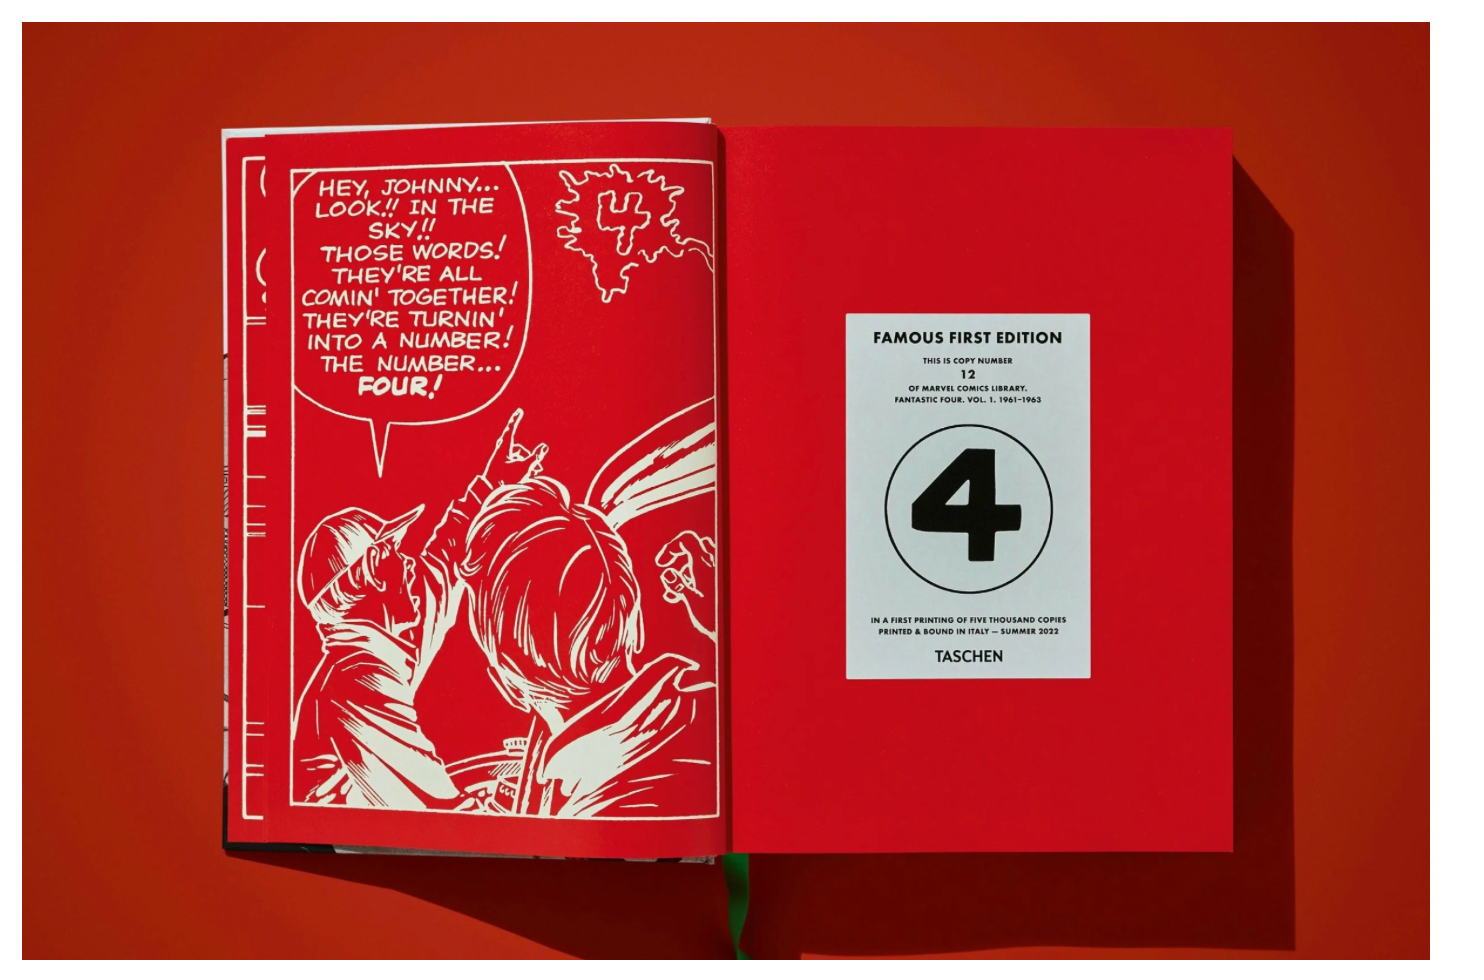 HEY, JOHNNY...
LOOK!! IN THE
SKY!!
THOSE WORDS!
THEY'RE ALL
COMIN' TOGETHER!
THEY'RE TURNIN'
INTO A NUMBER!
THE NUMBER...
FOUR!
4
FAMOUS FIRST EDITION
THIS IS COPY NUMBER
12
OF MARVEL COMICS LIBRARY.
FANTASTIC FOUR. VOL. 1. 1961–1963
4
IN A FIRST PRINTING OF FIVE THOUSAND COPIES
PRINTED & BOUND IN ITALY — SUMMER 2022
TASCHEN